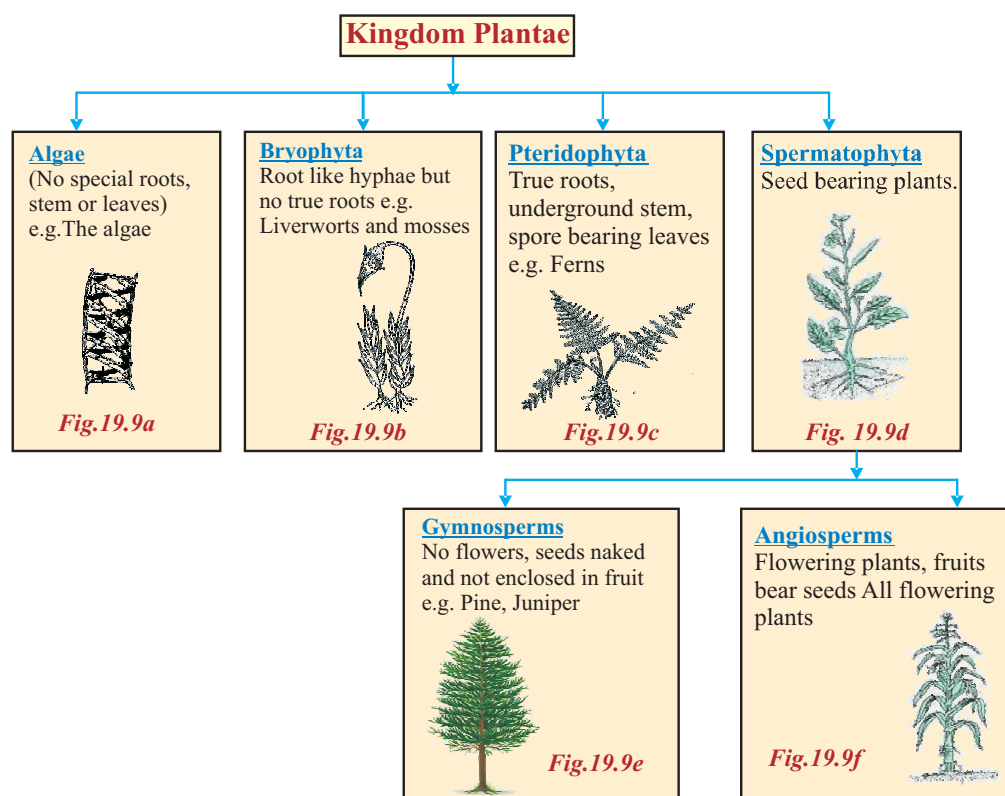 Kingdom Plantae
Algae
(No special roots,
stem or leaves)
e.g.The algae
Fig.19.9a
Bryophyta
Root like hyphae but
no true roots e.g.
Liverworts and mosses
Fig.19.9b
Pteridophyta
True roots,
underground stem,
spore bearing leaves
e.g. Ferns
Fig.19.9c
Spermatophyta
Seed bearing plants.
Fig. 19.9d
Gymnosperms
No flowers, seeds naked
and not enclosed in fruit
e.g. Pine, Juniper
Fig.19.9e
Angiosperms
Flowering plants, fruits
bear seeds All flowering
plants
Fig.19.9f